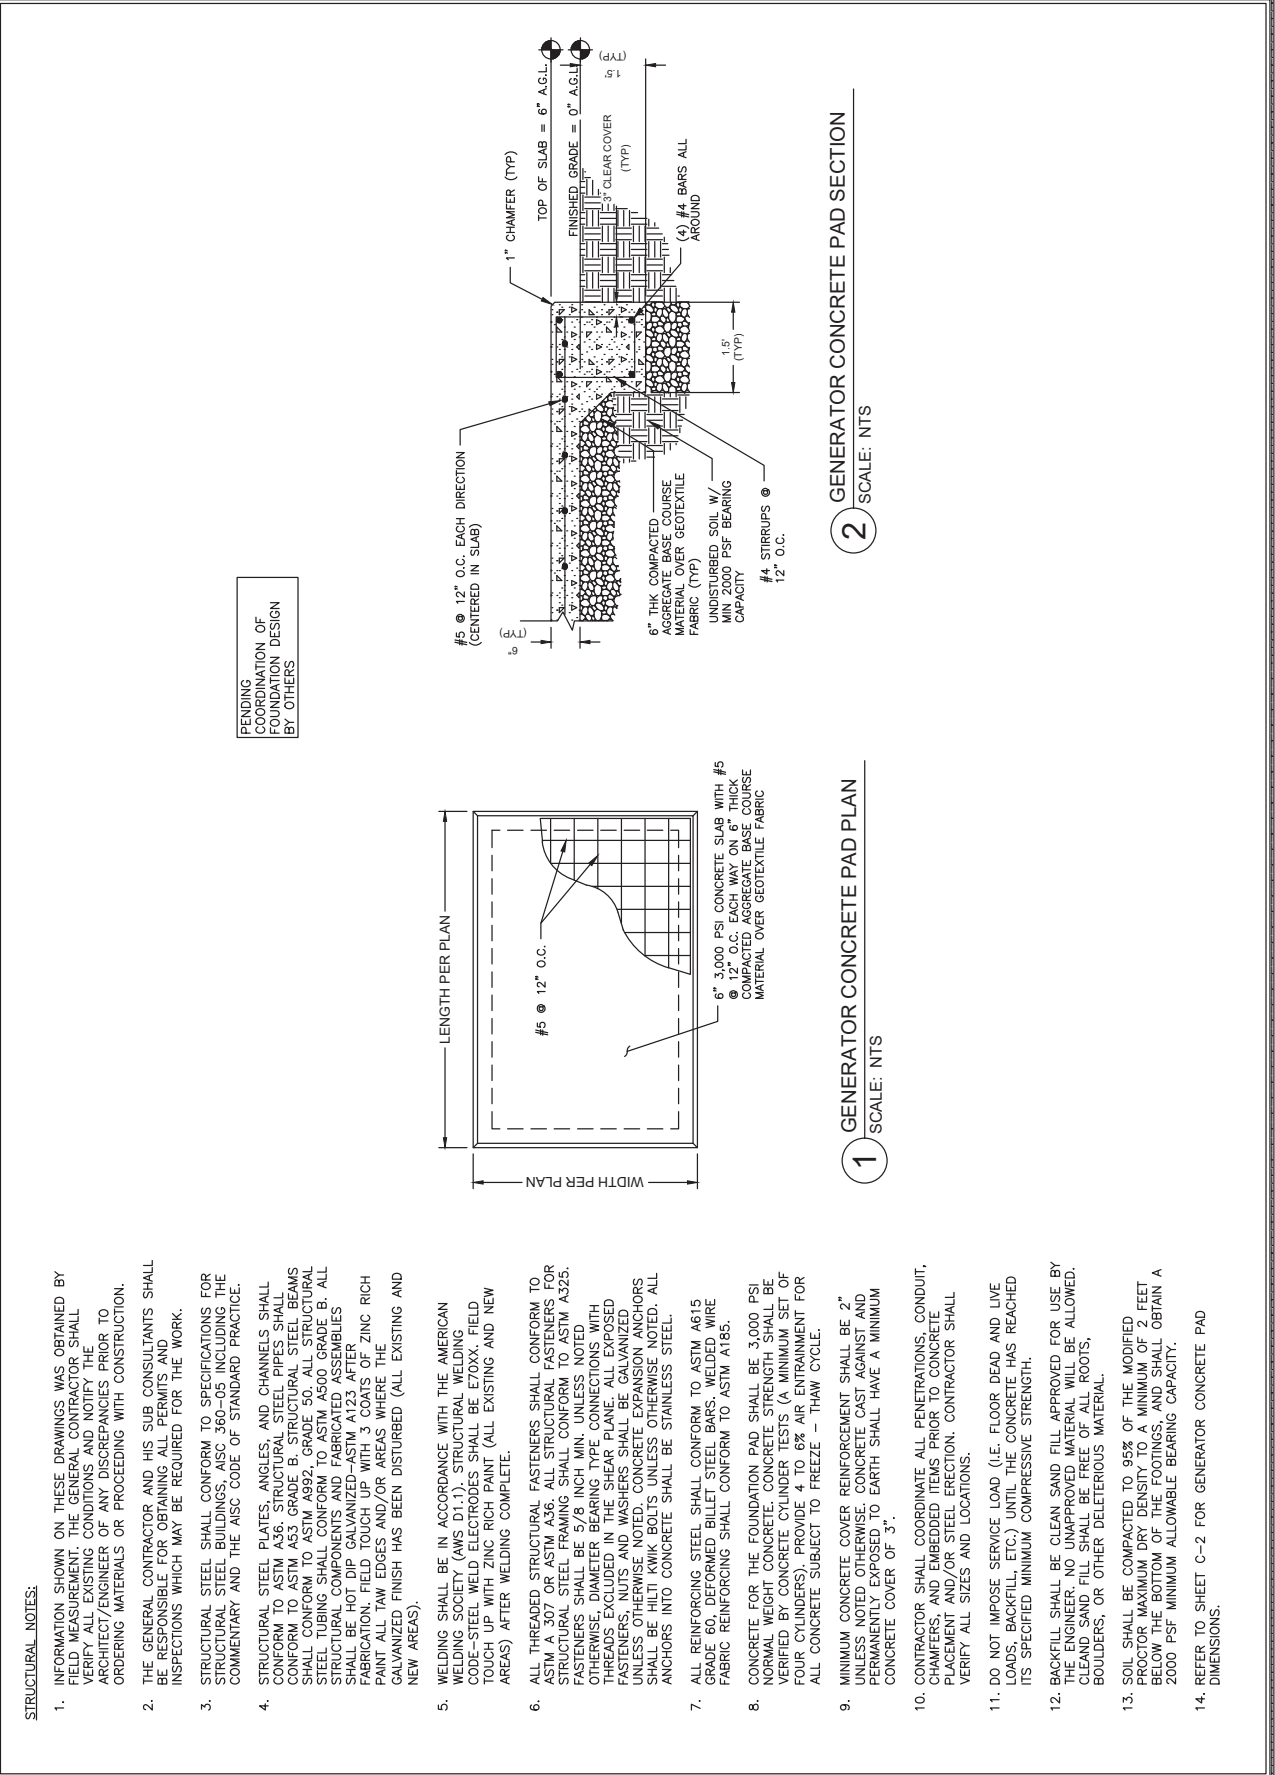 STRUCTURAL NOTES:
1. INFORMATION SHOWN ON THESE DRAWINGS WAS OBTAINED BY
FIELD MEASUREMENT. THE GENERAL CONTRACTOR SHALL
VERIFY ALL EXISTING CONDITIONS AND NOTIFY THE
ARCHITECT/ENGINEER OF ANY DISCREPANCIES PRIOR TO
ORDERING MATERIALS OR PROCEEDING WITH CONSTRUCTION.
2. THE GENERAL CONTRACTOR AND HIS SUB CONSULTANTS SHALL
BE RESPONSIBLE FOR OBTAINING ALL PERMITS AND
INSPECTIONS WHICH MAY BE REQUIRED FOR THE WORK.
3. STRUCTURAL STEEL SHALL CONFORM TO SPECIFICATIONS FOR
STRUCTURAL STEEL BUILDINGS, AISC 360-05 INCLUDING THE
COMMENTARY AND THE AISC CODE OF STANDARD PRACTICE.
4. STRUCTURAL STEEL PLATES, ANGLES, AND CHANNELS SHALL
CONFORM TO ASTM A36. STRUCTURAL STEEL PIPES SHALL
CONFORM TO ASTM A53 GRADE B. STRUCTURAL STEEL BEAMS
SHALL CONFORM TO ASTM A992, GRADE 50. ALL STRUCTURAL
STEEL TUBING SHALL CONFORM TO ASTM A500 GRADE B. ALL
STRUCTURAL COMPONENTS AND FABRICATED ASSEMBLIES
SHALL BE HOT DIP GALVANIZED-ASTM A123 AFTER
FABRICATION. FIELD TOUCH UP WITH 3 COATS OF ZINC RICH
PAINT ALL TAW EDGES AND/OR AREAS WHERE THE
GALVANIZED FINISH HAS BEEN DISTURBED (ALL EXISTING AND
NEW AREAS).
5. WELDING SHALL BE IN ACCORDANCE WITH THE AMERICAN
WELDING SOCIETY (AWS D1.1). STRUCTURAL WELDING
CODE-STEEL WELD ELECTRODES SHALL BE E70XX. FIELD
TOUCH UP WITH ZINC RICH PAINT (ALL EXISTING AND NEW
AREAS) AFTER WELDING COMPLETE.
6. ALL THREADED STRUCTURAL FASTENERS SHALL CONFORM TO
ASTM A 307 OR ASTM A36. ALL STRUCTURAL FASTENERS FOR
STRUCTURAL STEEL FRAMING SHALL CONFORM TO ASTM A325.
FASTENERS SHALL BE 5/8 INCH MIN. UNLESS NOTED
OTHERWISE, DIAMETER BEARING TYPE CONNECTIONS WITH
THREADS EXCLUDED IN THE SHEAR PLANE. ALL EXPOSED
FASTENERS, NUTS AND WASHERS SHALL BE GALVANIZED
UNLESS OTHERWISE NOTED. CONCRETE EXPANSION ANCHORS
SHALL BE HILTI KWIK BOLTS UNLESS OTHERWISE NOTED. ALL
ANCHORS INTO CONCRETE SHALL BE STAINLESS STEEL.
7. ALL REINFORCING STEEL SHALL CONFORM TO ASTM A615
GRADE 60, DEFORMED BILLET STEEL BARS. WELDED WIRE
FABRIC REINFORCING SHALL CONFORM TO ASTM A185.
8. CONCRETE FOR THE FOUNDATION PAD SHALL BE 3,000 PSI
NORMAL WEIGHT CONCRETE. CONCRETE STRENGTH SHALL BE
VERIFIED BY CONCRETE CYLINDER TESTS (A MINIMUM SET OF
FOUR CYLINDERS). PROVIDE 4 TO 6% AIR ENTRAINMENT FOR
ALL CONCRETE SUBJECT TO FREEZE - THAW CYCLE.
9. MINIMUM CONCRETE COVER REINFORCEMENT SHALL BE 2"
UNLESS NOTED OTHERWISE. CONCRETE CAST AGAINST AND
PERMANENTLY EXPOSED TO EARTH SHALL HAVE A MINIMUM
CONCRETE COVER OF 3".
10. CONTRACTOR SHALL COORDINATE ALL PENETRATIONS, CONDUIT,
CHAMFERS, AND EMBEDDED ITEMS PRIOR TO CONCRETE
PLACEMENT AND/OR STEEL ERECTION. CONTRACTOR SHALL
VERIFY ALL SIZES AND LOCATIONS.
11. DO NOT IMPOSE SERVICE LOAD (I.E. FLOOR DEAD AND LIVE
LOADS, BACKFILL, ETC.) UNTIL THE CONCRETE HAS REACHED
ITS SPECIFIED MINIMUM COMPRESSIVE STRENGTH.
12. BACKFILL SHALL BE CLEAN SAND FILL APPROVED FOR USE BY
THE ENGINEER. NO UNAPPROVED MATERIAL WILL BE ALLOWED.
CLEAND SAND FILL SHALL BE FREE OF ALL ROOTS,
BOULDERS, OR OTHER DELETERIOUS MATERIAL.
13. SOIL SHALL BE COMPACTED TO 95% OF THE MODIFIED
PROCTOR MAXIMUM DRY DENSITY TO A MINIMUM OF 2 FEET
BELOW THE BOTTOM OF THE FOOTINGS, AND SHALL OBTAIN A
2000 PSF MINIMUM ALLOWABLE BEARING CAPACITY.
14. REFER TO SHEET C-2 FOR GENERATOR CONCRETE PAD
DIMENSIONS.
PENDING
COORDINATION OF
FOUNDATION DESIGN
BY OTHERS
LENGTH PER PLAN
WIDTH PER PLAN
#5 @ 12" O.C.
6" 3,000 PSI CONCRETE SLAB WITH #5
@ 12" O.C. EACH WAY ON 6" THICK
COMPACTED AGGREGATE BASE COURSE
MATERIAL OVER GEOTEXTILE FABRIC
1 GENERATOR CONCRETE PAD PLAN
SCALE: NTS
#5 @ 12" O.C. EACH DIRECTION
(CENTERED IN SLAB)
1" CHAMFER (TYP)
TOP OF SLAB = 6" A.G.L.
FINISHED GRADE = 0" A.G.L.
6"
(TYP)
1.5'
(TYP)
3" CLEAR COVER
(TYP)
(4) #4 BARS ALL
AROUND
6" THK COMPACTED
AGGREGATE BASE COURSE
MATERIAL OVER GEOTEXTILE
FABRIC (TYP)
UNDISTURBED SOIL W/
MIN 2000 PSF BEARING
CAPACITY
#4 STIRRUPS @
12" O.C.
1.5'
(TYP)
2 GENERATOR CONCRETE PAD SECTION
SCALE: NTS